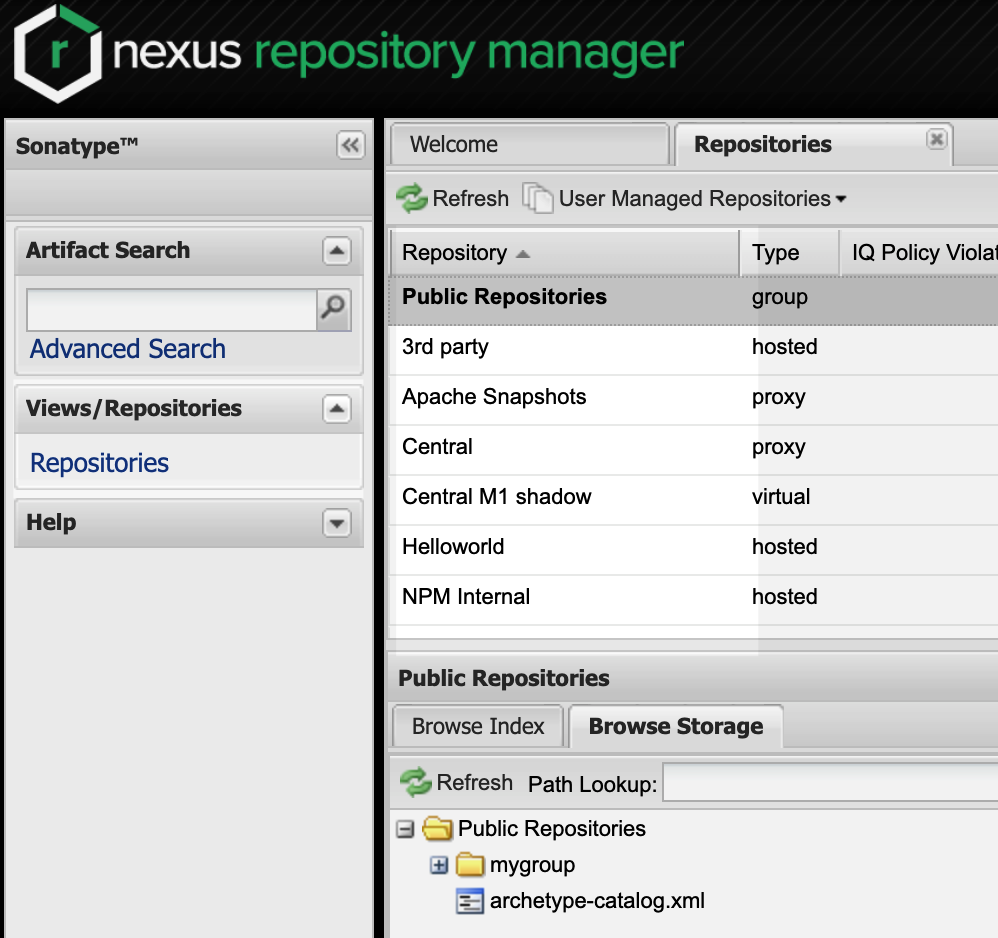 nexus repository manager
Sonatype™
Welcome
Repositories
Refresh
User Managed Repositories
Artifact Search
Advanced Search
Views/Repositories
Repositories
Help
Repository Type IQ Policy Violat
Public Repositories group
3rd party hosted
Apache Snapshots proxy
Central proxy
Central M1 shadow virtual
Helloworld hosted
NPM Internal hosted
Public Repositories
Browse Index
Browse Storage
Refresh Path Lookup:
Public Repositories
mygroup
archetype-catalog.xml